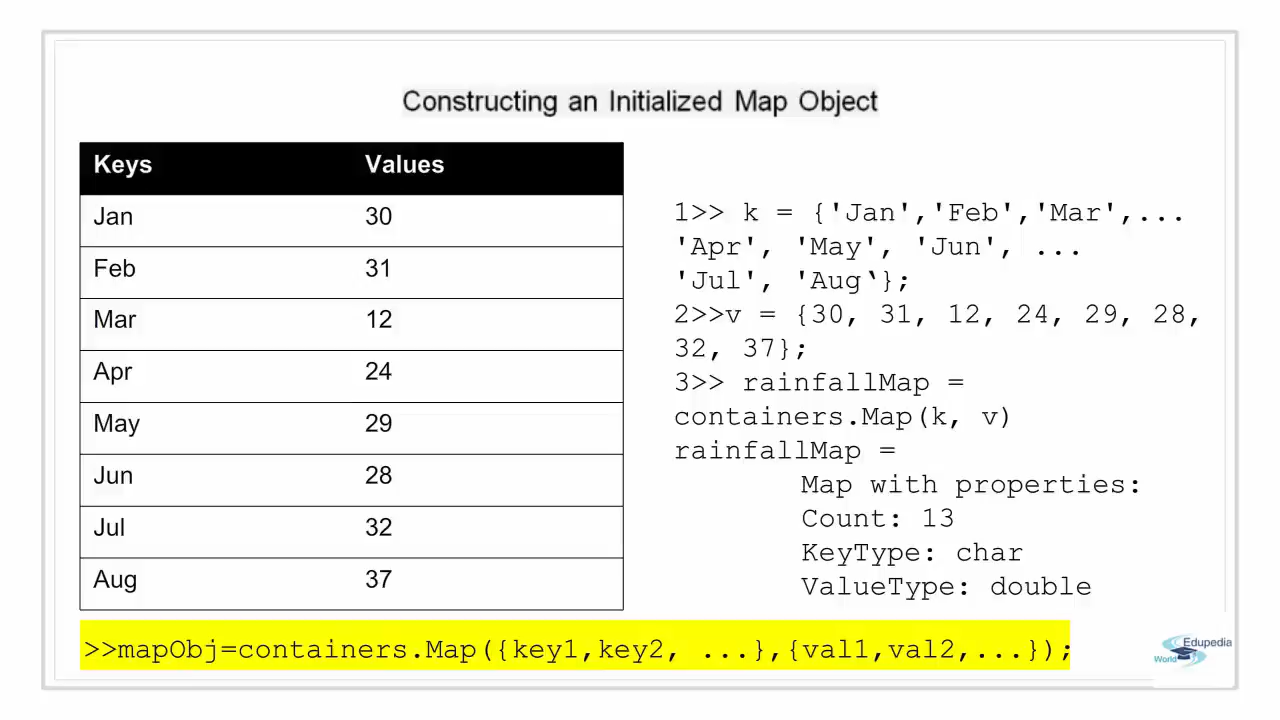 Constructing an Initialized Map Object
Keys Values
Jan 30
Feb 31
Mar 12
Apr 24
May 29
Jun 28
Jul 32
Aug 37
1>> k = {'Jan','Feb','Mar',...
'Apr', 'May', 'Jun', ...
'Jul', 'Aug‘};
2>>v = {30, 31, 12, 24, 29, 28,
32, 37};
3>> rainfallMap =
containers.Map(k, v)
rainfallMap =
Map with properties:
Count: 13
KeyType: char
ValueType: double
>>mapObj=containers.Map({key1,key2, ...},{val1,val2,...});
Edupedia
World